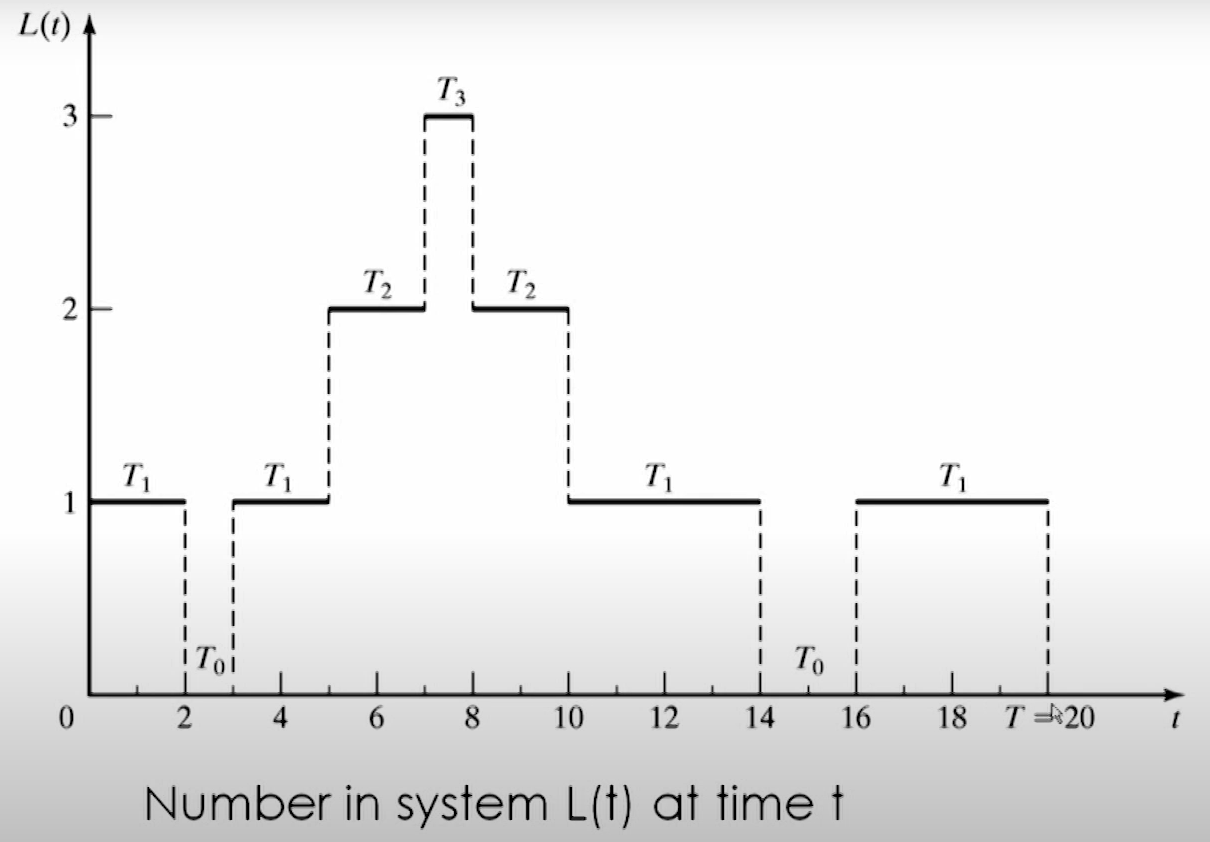 L(t)
T₃
3
T₂ T₂
2
T₁ T₁ T₁ T₁
1
T₀ T₀
0 2 4 6 8 10 12 14 16 18 T = 20 t
Number in system L(t) at time t